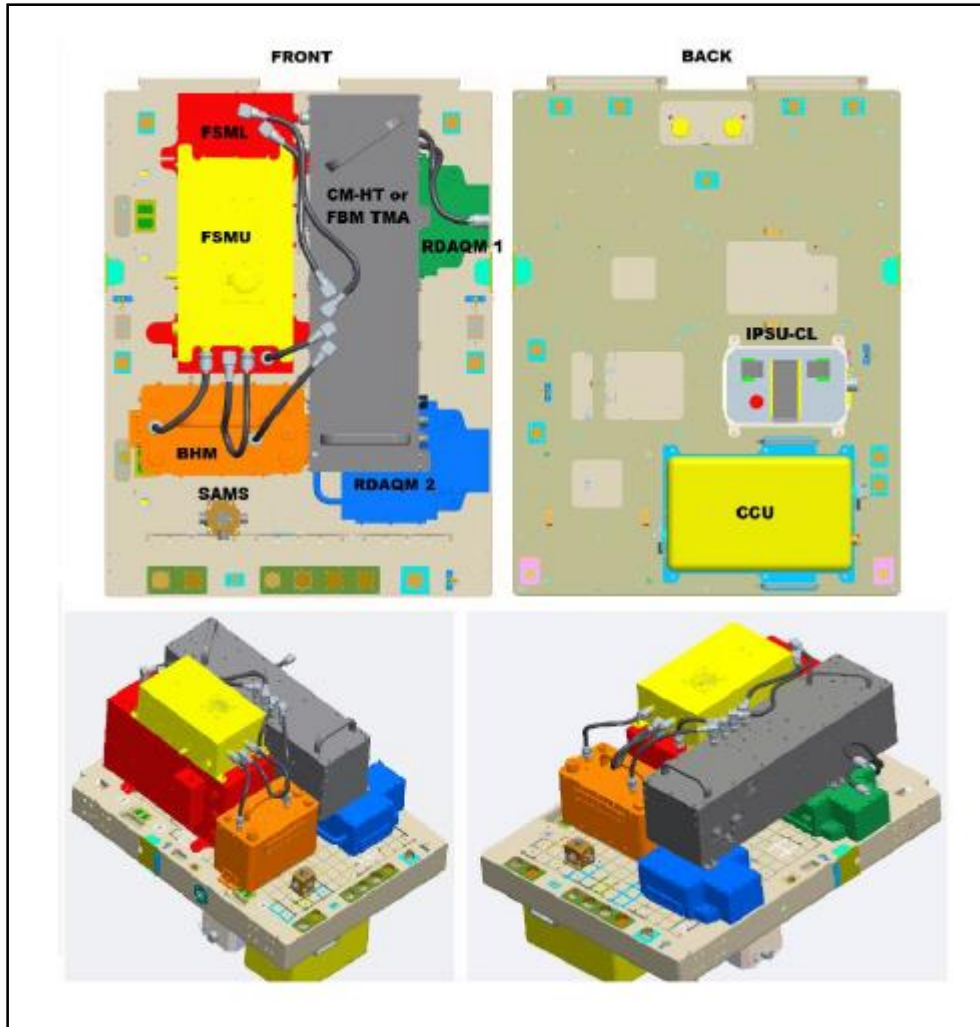 FRONT
BACK
FSML
CM-HT or
FBM TMA
FSMU
RDAQM 1
IPSU-CL
BHM
RDAQM 2
SAMS
CCU